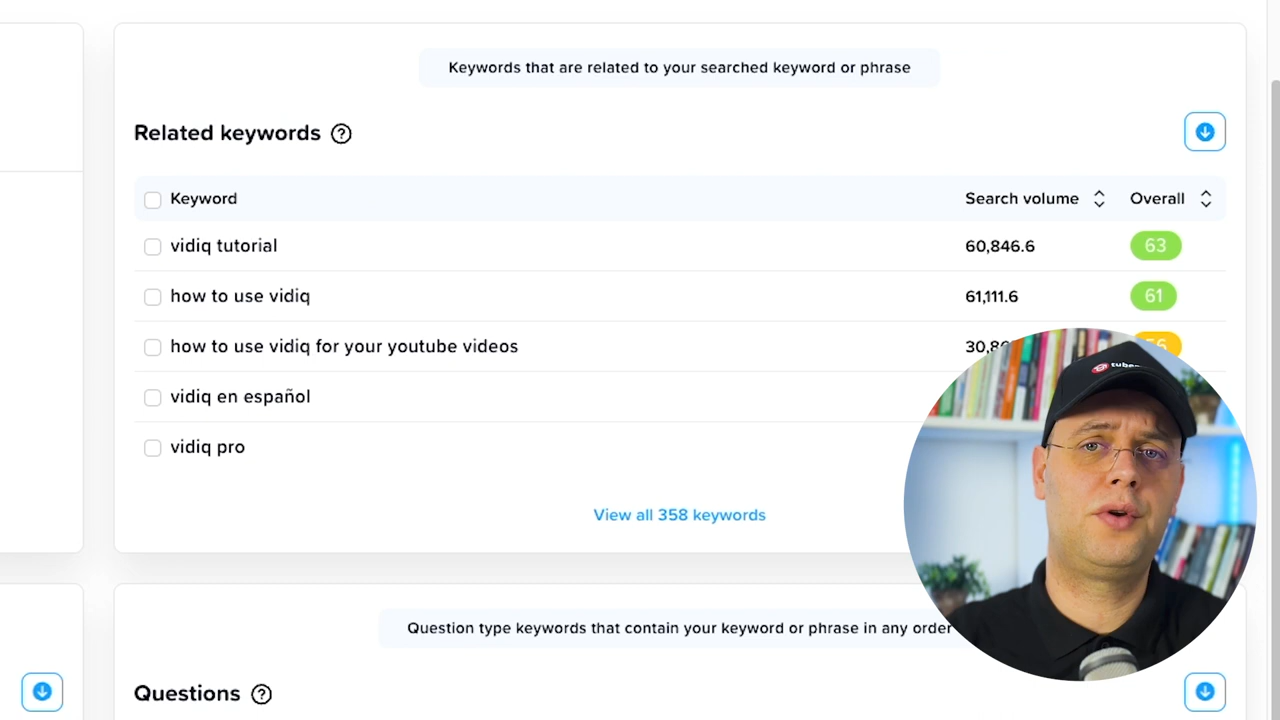 Keywords that are related to your searched keyword or phrase
Related keywords ?
Keyword Search volume Overall
vidiq tutorial 60,846.6 63
how to use vidiq 61,111.6 61
how to use vidiq for your youtube videos
vidiq en español
vidiq pro
View all 358 keywords
Question type keywords that contain your keyword or phrase in any order
Questions ?